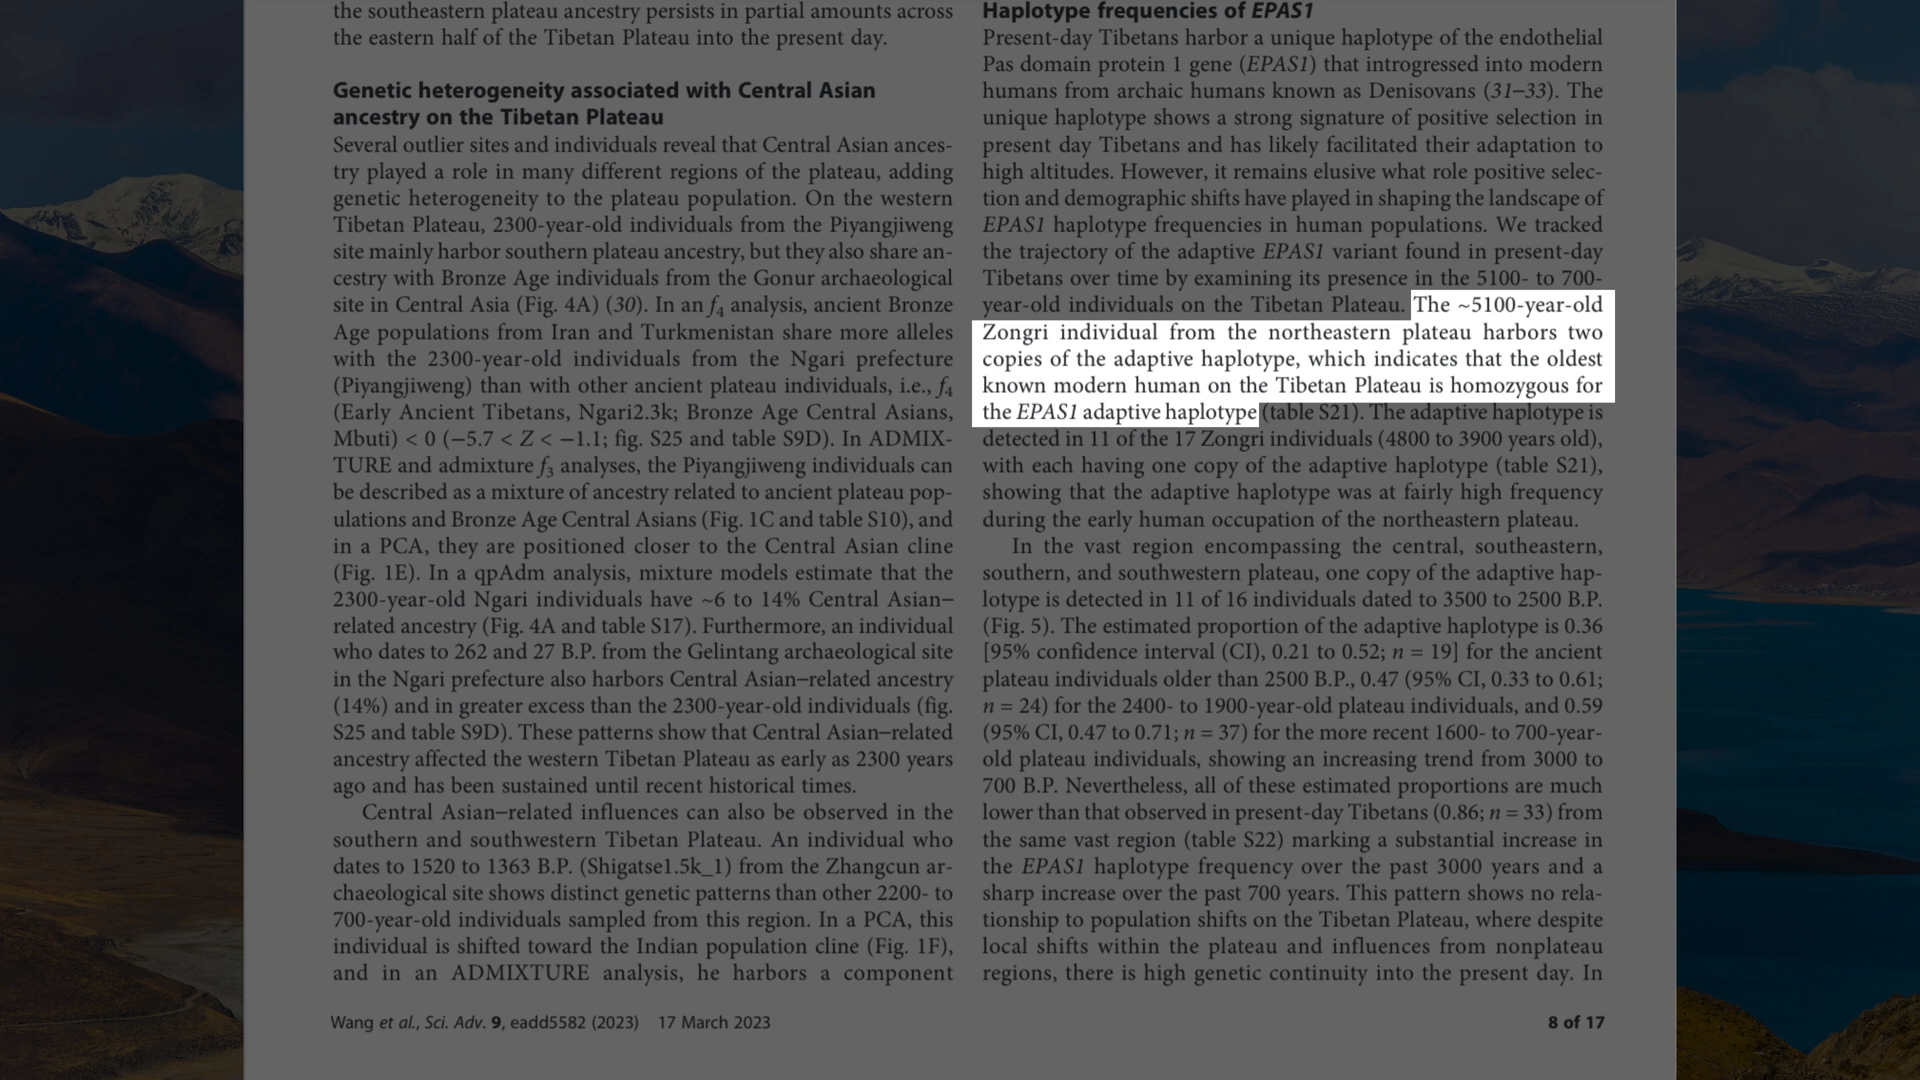 the southeastern plateau ancestry persists in partial amounts across
the eastern half of the Tibetan Plateau into the present day.
Genetic heterogeneity associated with Central Asian
ancestry on the Tibetan Plateau
Several outlier sites and individuals reveal that Central Asian ances-
try played a role in many different regions of the plateau, adding
genetic heterogeneity to the plateau population. On the western
Tibetan Plateau, 2300-year-old individuals from the Piyangjiweng
site mainly harbor southern plateau ancestry, but they also share an-
cestry with Bronze Age individuals from the Gonur archaeological
site in Central Asia (Fig. 4A) (30). In an f4 analysis, ancient Bronze
Age populations from Iran and Turkmenistan share more alleles
with the 2300-year-old individuals from the Ngari prefecture
(Piyangjiweng) than with other ancient plateau individuals, i.e., f4
(Early Ancient Tibetans, Ngari2.3k; Bronze Age Central Asians,
Mbuti) < 0 (−5.7 < Z < −1.1; fig. S25 and table S9D). In ADMIX-
TURE and admixture f3 analyses, the Piyangjiweng individuals can
be described as a mixture of ancestry related to ancient plateau pop-
ulations and Bronze Age Central Asians (Fig. 1C and table S10), and
in a PCA, they are positioned closer to the Central Asian cline
(Fig. 1E). In a qpAdm analysis, mixture models estimate that the
2300-year-old Ngari individuals have ~6 to 14% Central Asian–
related ancestry (Fig. 4A and table S17). Furthermore, an individual
who dates to 262 and 27 B.P. from the Gelintang archaeological site
in the Ngari prefecture also harbors Central Asian–related ancestry
(14%) and in greater excess than the 2300-year-old individuals (fig.
S25 and table S9D). These patterns show that Central Asian–related
ancestry affected the western Tibetan Plateau as early as 2300 years
ago and has been sustained until recent historical times.
Central Asian–related influences can also be observed in the
southern and southwestern Tibetan Plateau. An individual who
dates to 1520 to 1363 B.P. (Shigatse1.5k_1) from the Zhangcun ar-
chaeological site shows distinct genetic patterns than other 2200- to
700-year-old individuals sampled from this region. In a PCA, this
individual is shifted toward the Indian population cline (Fig. 1F),
and in an ADMIXTURE analysis, he harbors a component
Haplotype frequencies of EPAS1
Present-day Tibetans harbor a unique haplotype of the endothelial
Pas domain protein 1 gene (EPAS1) that introgressed into modern
humans from archaic humans known as Denisovans (31–33). The
unique haplotype shows a strong signature of positive selection in
present day Tibetans and has likely facilitated their adaptation to
high altitudes. However, it remains elusive what role positive selec-
tion and demographic shifts have played in shaping the landscape of
EPAS1 haplotype frequencies in human populations. We tracked
the trajectory of the adaptive EPAS1 variant found in present-day
Tibetans over time by examining its presence in the 5100- to 700-
year-old individuals on the Tibetan Plateau. The ~5100-year-old
Zongri individual from the northeastern plateau harbors two
copies of the adaptive haplotype, which indicates that the oldest
known modern human on the Tibetan Plateau is homozygous for
the EPAS1 adaptive haplotype (table S21). The adaptive haplotype is
detected in 11 of the 17 Zongri individuals (4800 to 3900 years old),
with each having one copy of the adaptive haplotype (table S21),
showing that the adaptive haplotype was at fairly high frequency
during the early human occupation of the northeastern plateau.
In the vast region encompassing the central, southeastern,
southern, and southwestern plateau, one copy of the adaptive hap-
lotype is detected in 11 of 16 individuals dated to 3500 to 2500 B.P.
(Fig. 5). The estimated proportion of the adaptive haplotype is 0.36
[95% confidence interval (CI), 0.21 to 0.52; n = 19] for the ancient
plateau individuals older than 2500 B.P., 0.47 (95% CI, 0.33 to 0.61;
n = 24) for the 2400- to 1900-year-old plateau individuals, and 0.59
(95% CI, 0.47 to 0.71; n = 37) for the more recent 1600- to 700-year-
old plateau individuals, showing an increasing trend from 3000 to
700 B.P. Nevertheless, all of these estimated proportions are much
lower than that observed in present-day Tibetans (0.86; n = 33) from
the same vast region (table S22) marking a substantial increase in
the EPAS1 haplotype frequency over the past 3000 years and a
sharp increase over the past 700 years. This pattern shows no rela-
tionship to population shifts on the Tibetan Plateau, where despite
local shifts within the plateau and influences from nonplateau
regions, there is high genetic continuity into the present day. In
Wang et al., Sci. Adv. 9, eadd5582 (2023) 17 March 2023
8 of 17